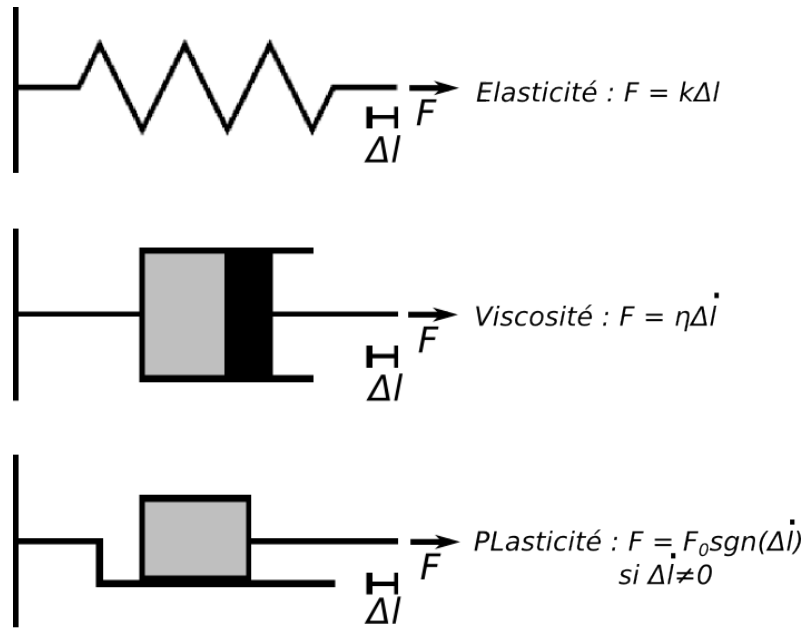 Elasticité : F = kΔl
F
Δl
Viscosité : F = ηΔl̇
F
Δl
PLasticité : F = F₀sgn(Δl̇)
si Δl̇≠0
F
Δl